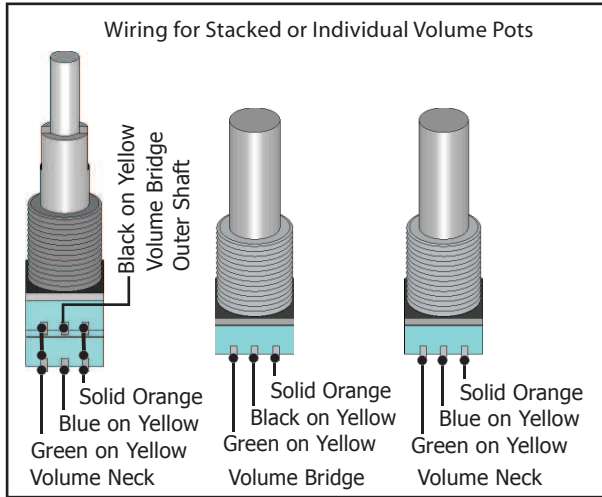 Wiring for Stacked or Individual Volume Pots
Black on Yellow
Volume Bridge
Outer Shaft
Solid Orange
Blue on Yellow
Green on Yellow
Volume Neck
Solid Orange
Black on Yellow
Green on Yellow
Volume Bridge
Solid Orange
Blue on Yellow
Green on Yellow
Volume Neck